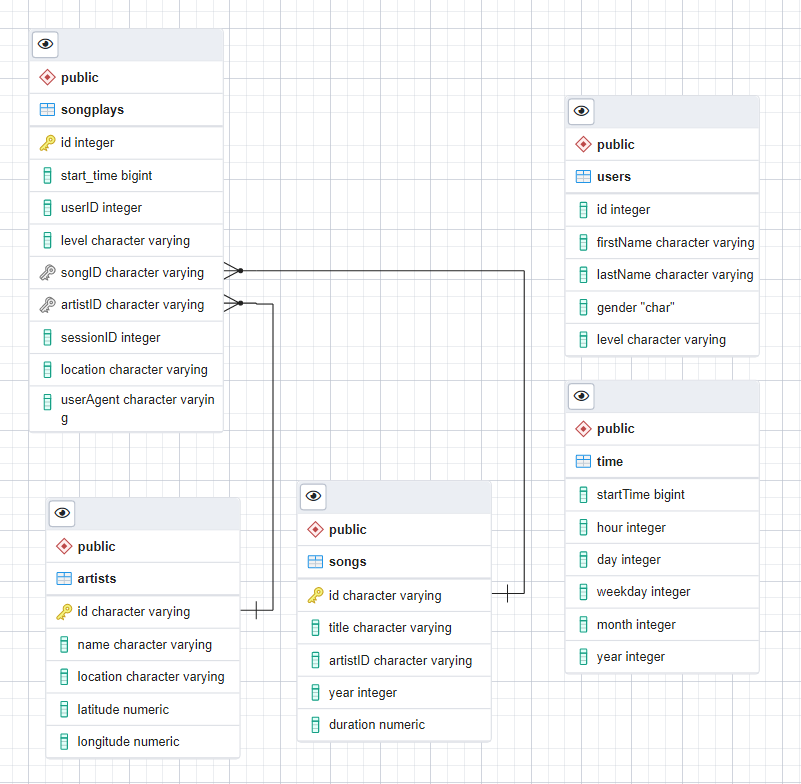 public
songplays
id integer
start_time bigint
userID integer
level character varying
songID character varying
artistID character varying
sessionID integer
location character varying
userAgent character varyin
g
public
users
id integer
firstName character varying
lastName character varying
gender "char"
level character varying
public
time
startTime bigint
hour integer
day integer
weekday integer
month integer
year integer
public
artists
id character varying
name character varying
location character varying
latitude numeric
longitude numeric
public
songs
id character varying
title character varying
artistID character varying
year integer
duration numeric